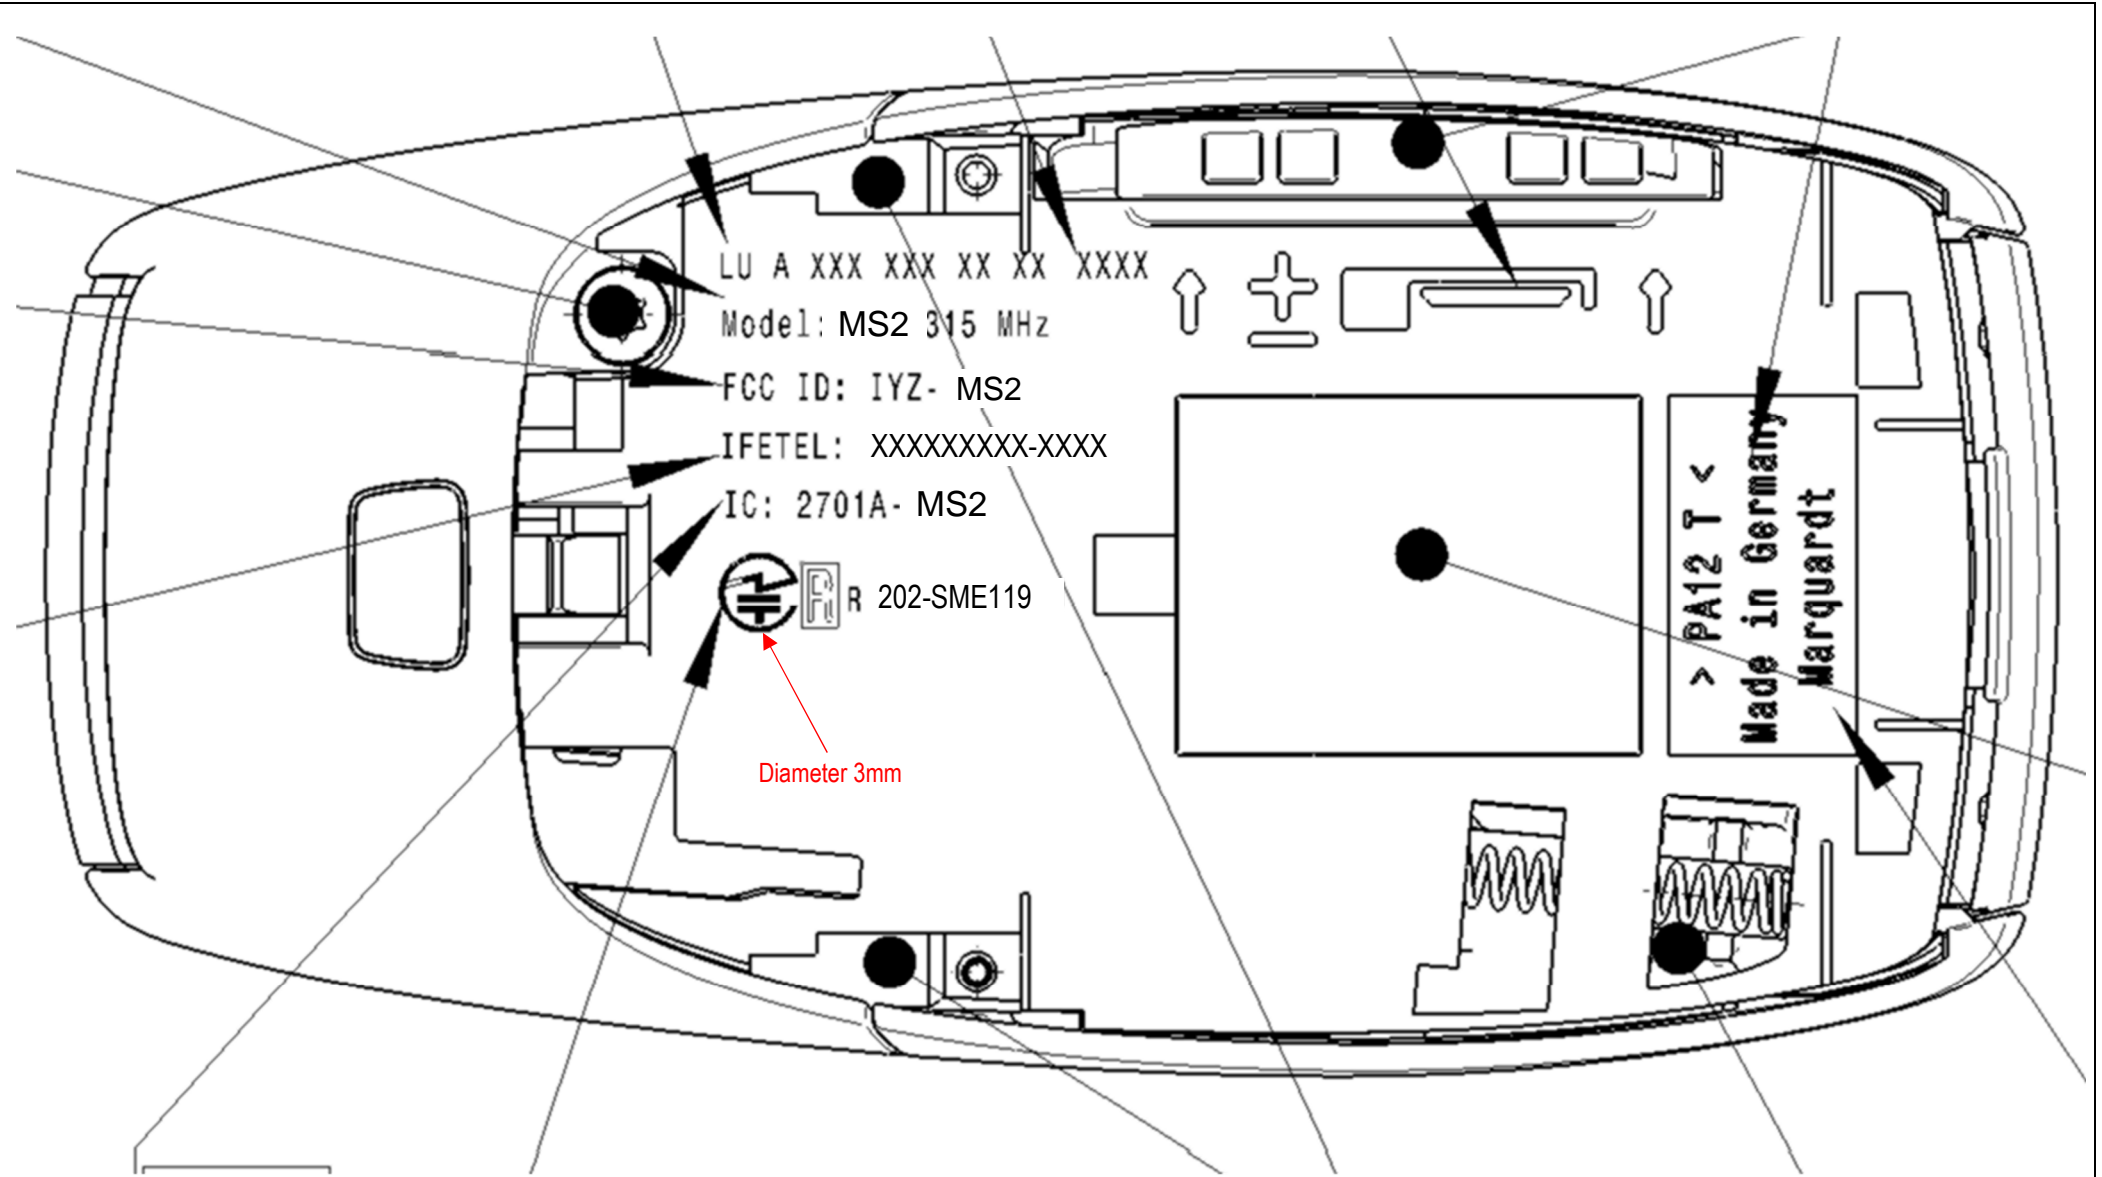 LU A XXX XXX XX XX XXXX
Model: MS2 315 MHz
FCC ID: IYZ- MS2
IFETEL: XXXXXXXXX-XXXX
IC: 2701A- MS2
R 202-SME119
Diameter 3mm
> PA12 T <
Made in Germany
Marquardt